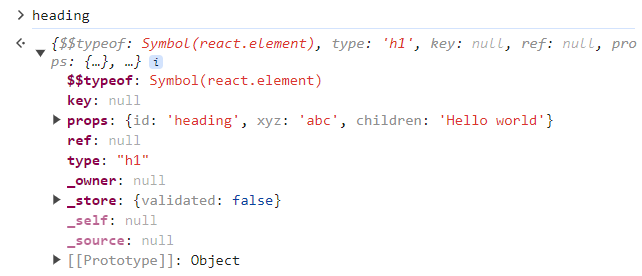 heading
{$$typeof: Symbol(react.element), type: 'h1', key: null, ref: null, pro
ps: {…}, …} i
$$typeof: Symbol(react.element)
key: null
props: {id: 'heading', xyz: 'abc', children: 'Hello world'}
ref: null
type: "h1"
_owner: null
_store: {validated: false}
_self: null
_source: null
[[Prototype]]: Object